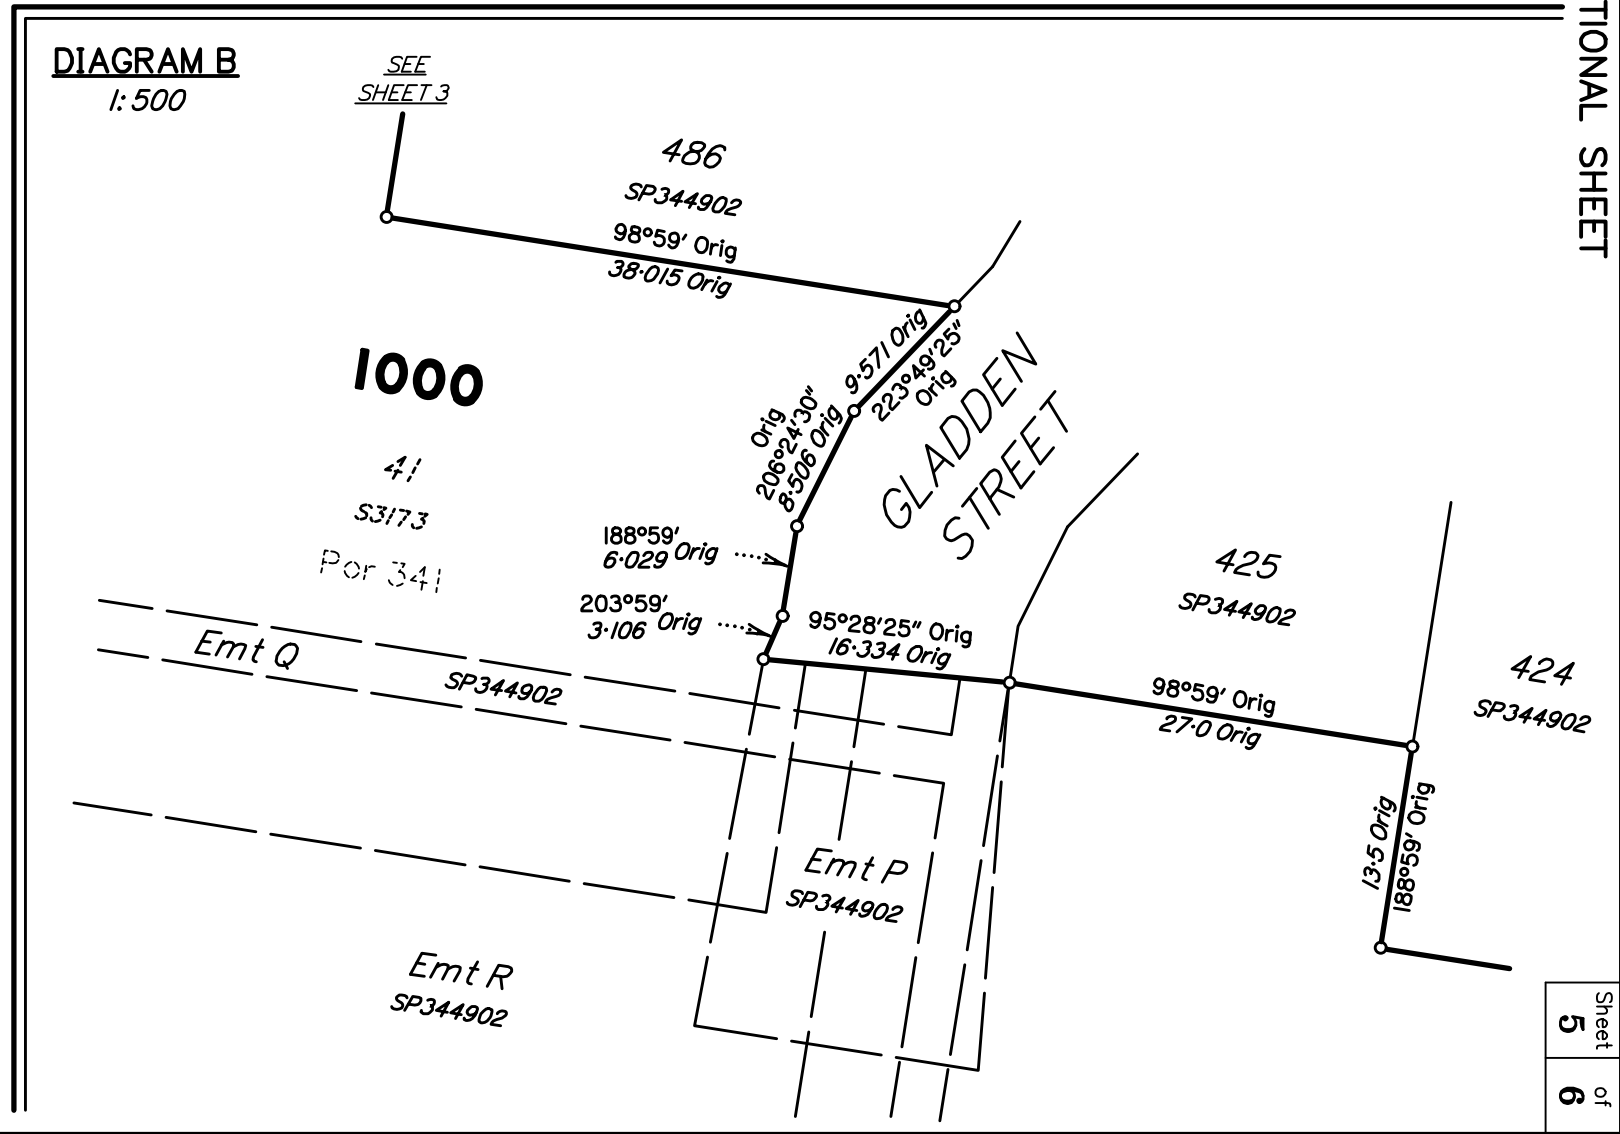 DIAGRAM B
1:500
SEE
SHEET 3
TIONAL SHEET
486
SP344902
98°59' Orig
38·015 Orig
9·571 Orig
223°49'25"
Orig
GLADDEN
STREET
1000
Orig
206°24'30"
8·506 Orig
41
S3173
Por 341
188°59'
6·029 Orig
203°59'
3·106 Orig
95°28'25" Orig
16·334 Orig
425
SP344902
424
SP344902
98°59' Orig
27·0 Orig
13·5 Orig
188°59' Orig
Emt Q
SP344902
Emt P
SP344902
Emt R
SP344902
Sheet
5
of
6